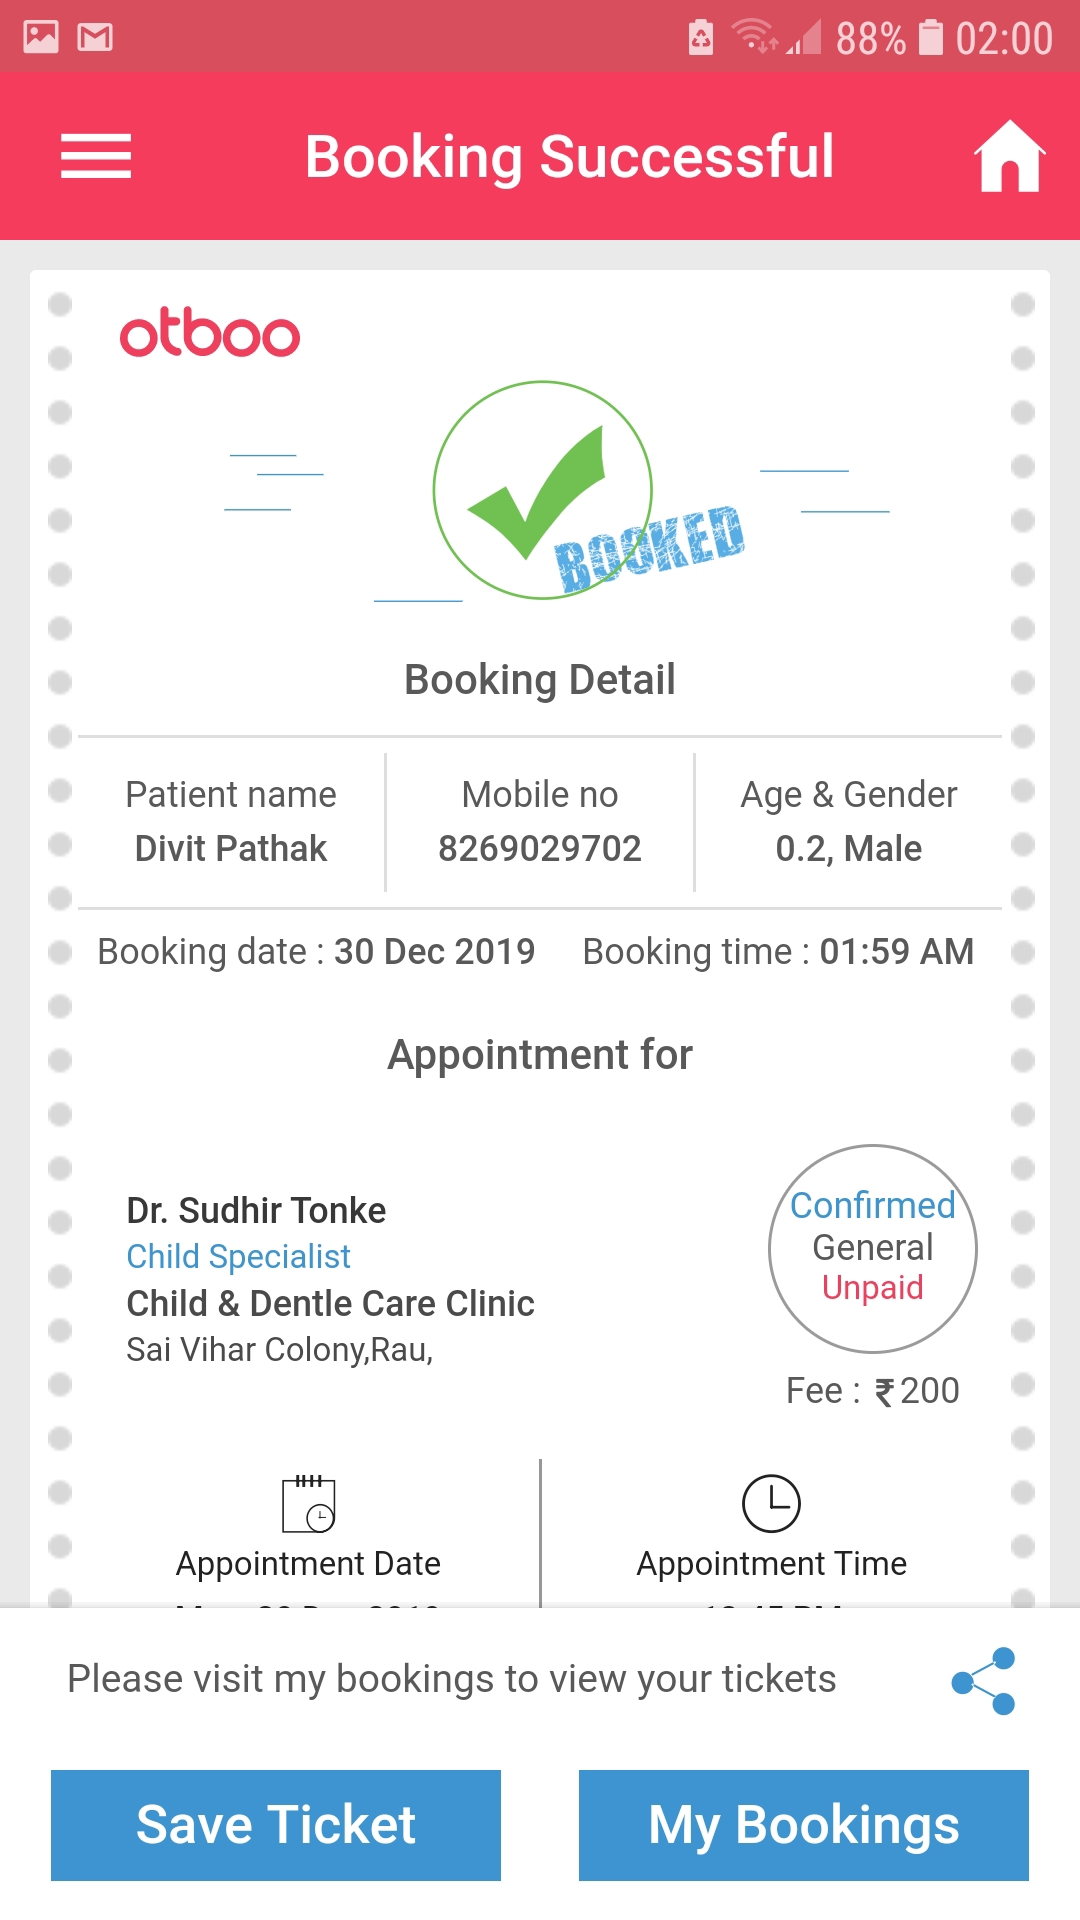 88% 02:00
Booking Successful
otboo
BOOKED
Booking Detail
Patient name Mobile no Age & Gender
Divit Pathak 8269029702 0.2, Male
Booking date : 30 Dec 2019 Booking time : 01:59 AM
Appointment for
Dr. Sudhir Tonke
Child Specialist
Child & Dentle Care Clinic
Sai Vihar Colony,Rau,
Confirmed
General
Unpaid
Fee : ₹200
Appointment Date Appointment Time
Please visit my bookings to view your tickets
Save Ticket My Bookings